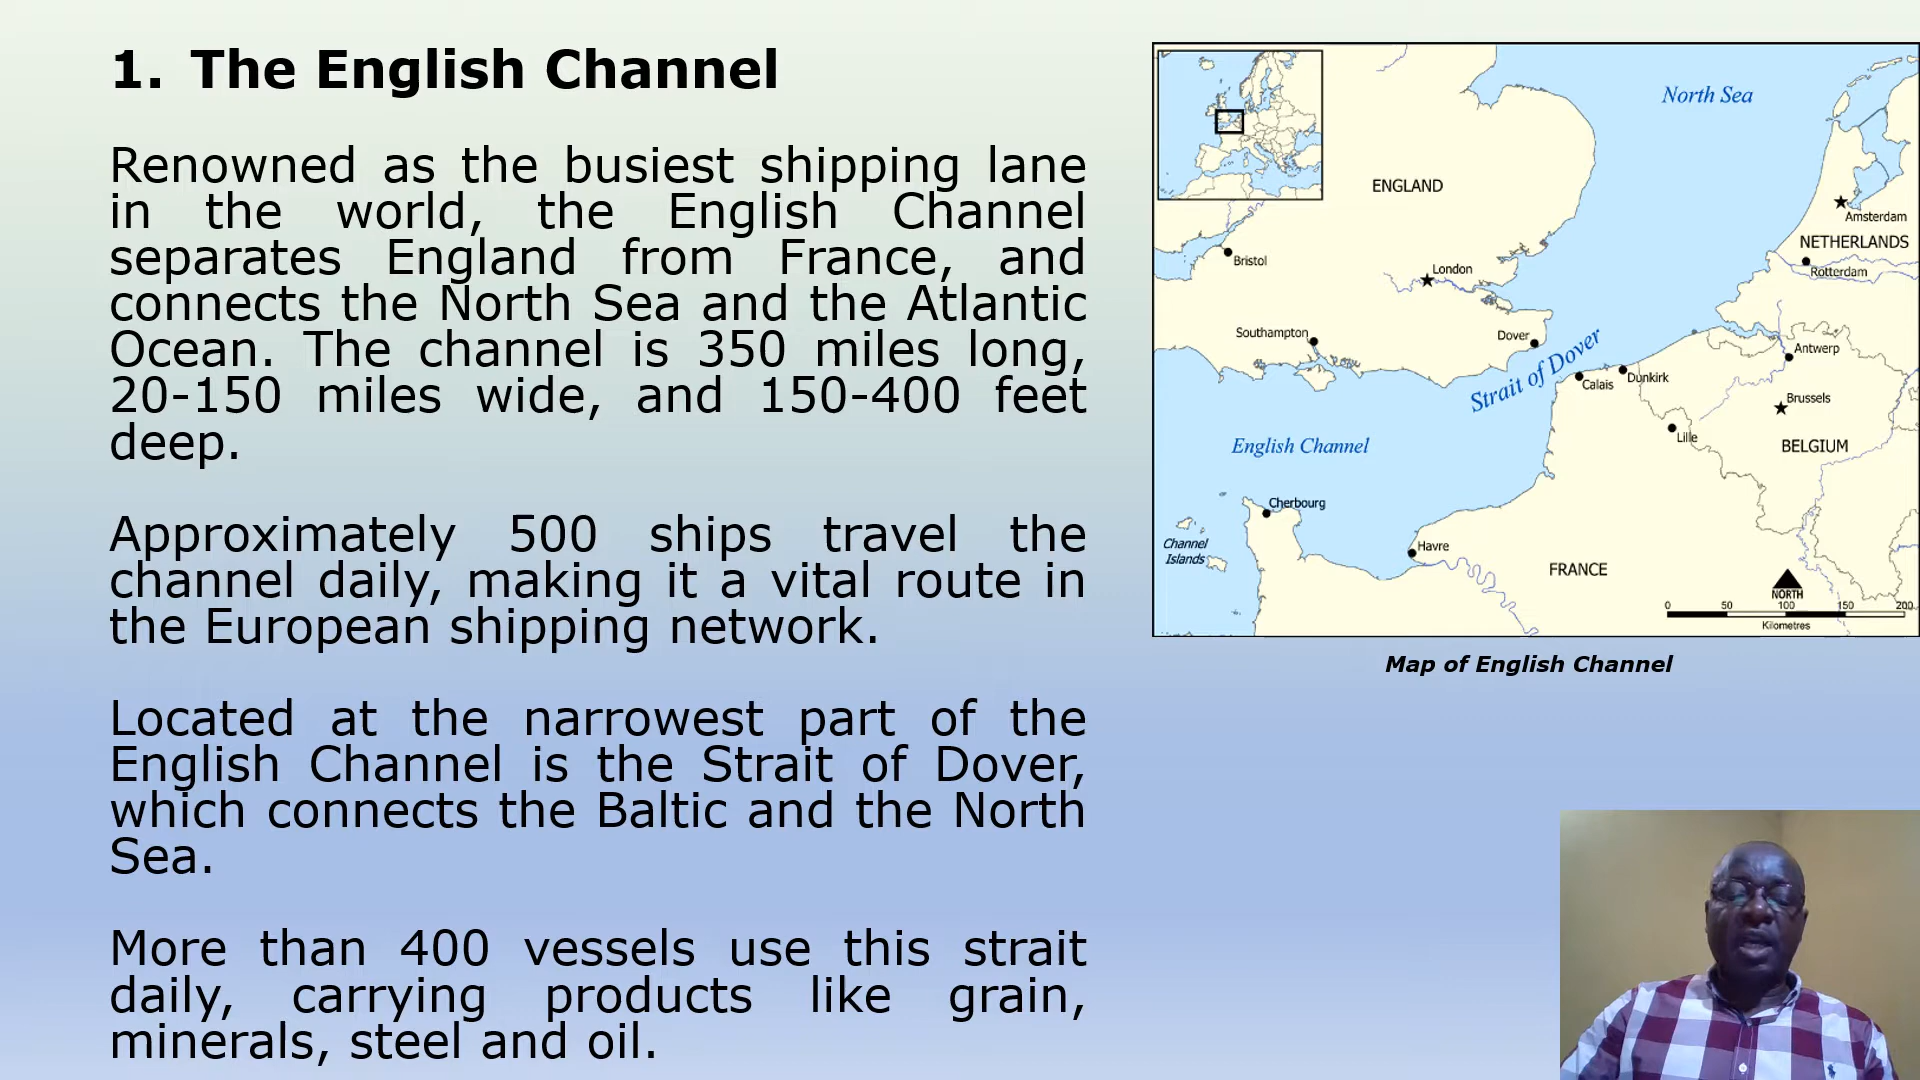 1. The English Channel
Renowned as the busiest shipping lane
in the world, the English Channel
separates England from France, and
connects the North Sea and the Atlantic
Ocean. The channel is 350 miles long,
20-150 miles wide, and 150-400 feet
deep.
Approximately 500 ships travel the
channel daily, making it a vital route in
the European shipping network.
Located at the narrowest part of the
English Channel is the Strait of Dover,
which connects the Baltic and the North
Sea.
More than 400 vessels use this strait
daily, carrying products like grain,
minerals, steel and oil.
North Sea
ENGLAND
Amsterdam
NETHERLANDS
Rotterdam
Bristol
London
Southampton
Dover
Strait of Dover
Antwerp
Calais
Dunkirk
Brussels
Lille
BELGIUM
English Channel
Cherbourg
Channel
Islands
Havre
FRANCE
NORTH
0 50 100 150 200
Kilometres
Map of English Channel